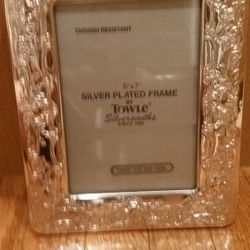 TARNISH RESISTANT
5"x7"
SILVER PLATED FRAME
BY
TOWLE
Silversmiths
SINCE 1690